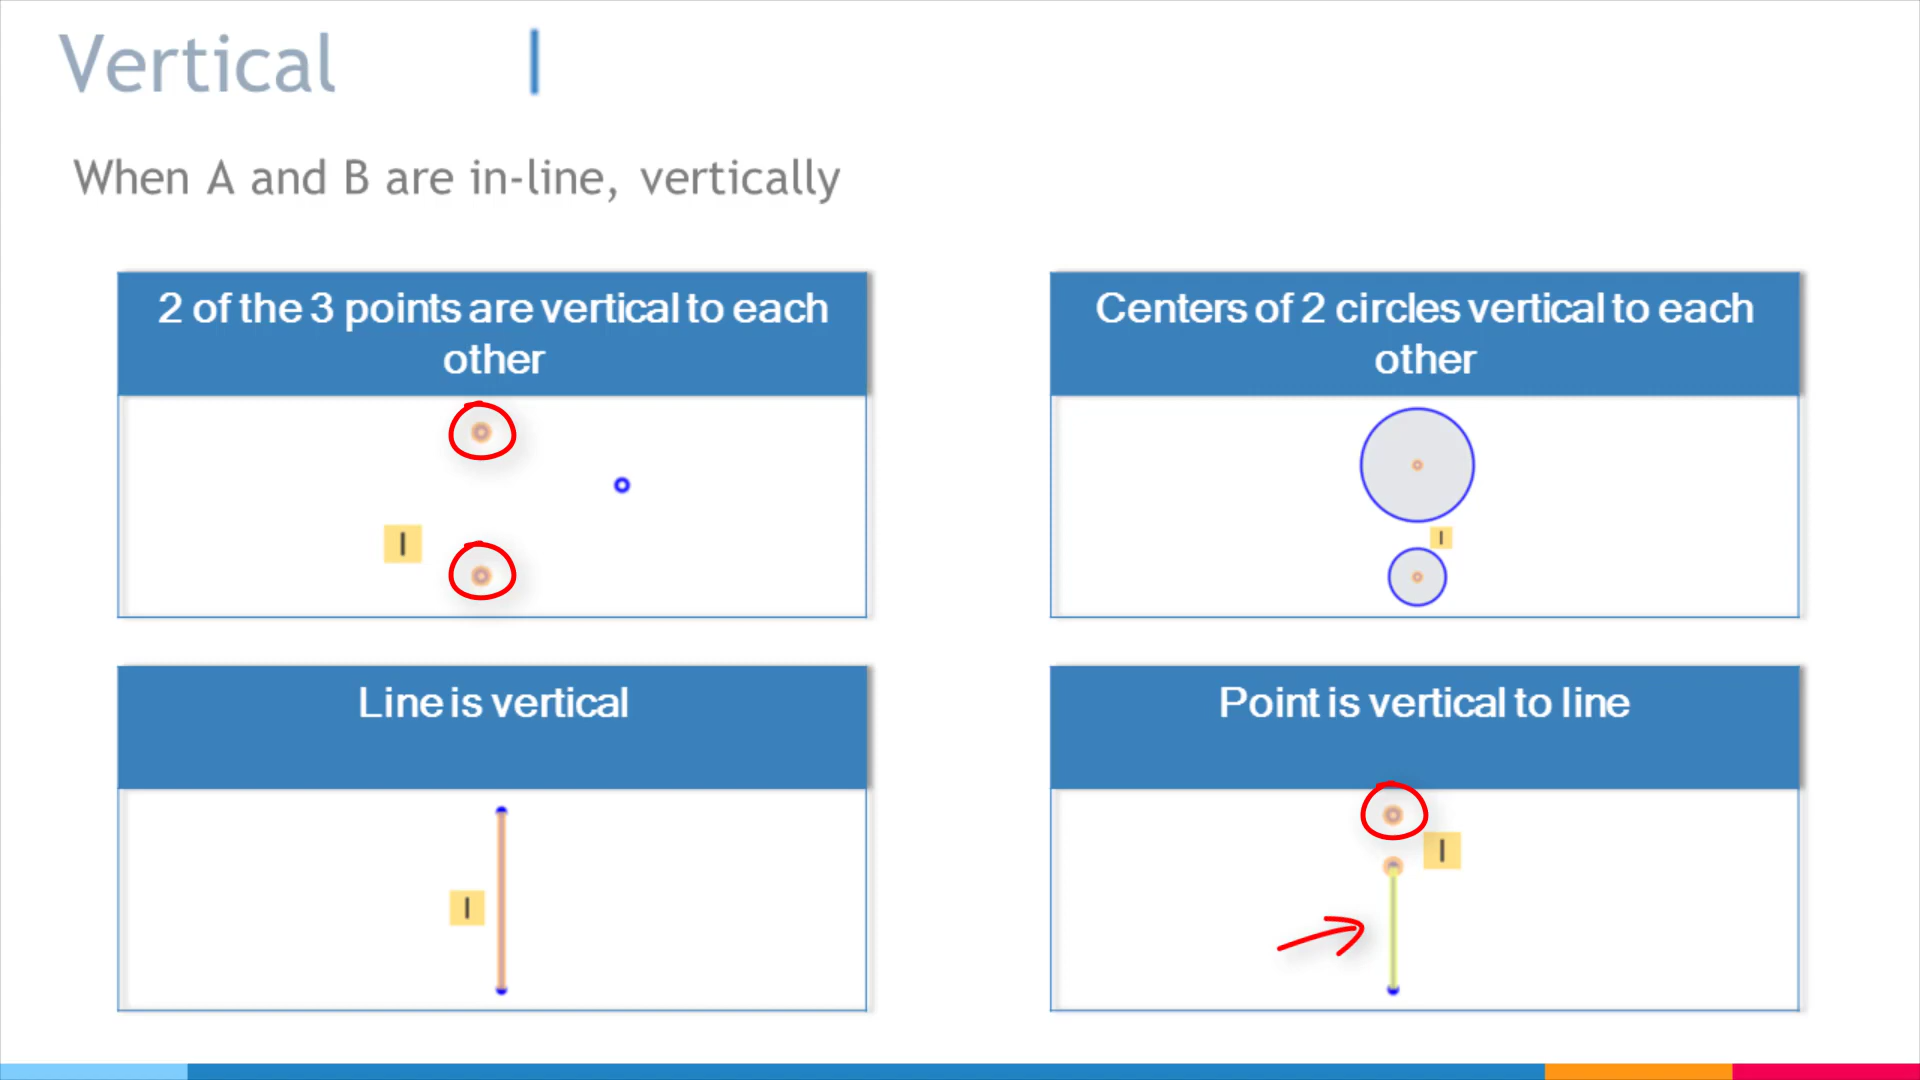 Vertical
When A and B are in-line, vertically
2 of the 3 points are vertical to each
other
Centers of 2 circles vertical to each
other
Line is vertical
Point is vertical to line